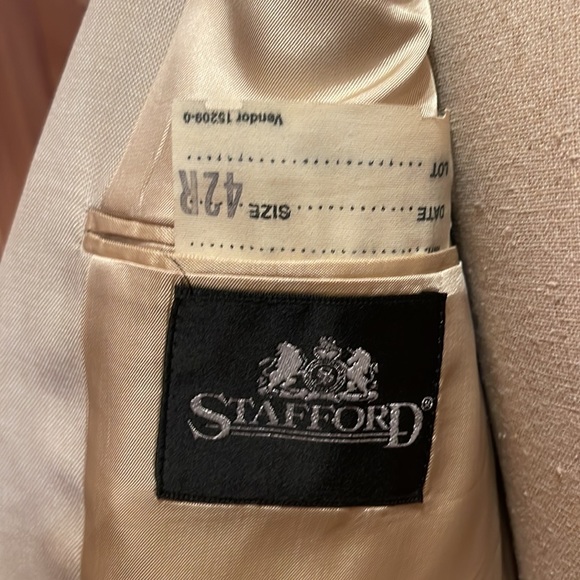 Vendor 15209-0
LOT
SIZE 42R
DATE
STAFFORD®